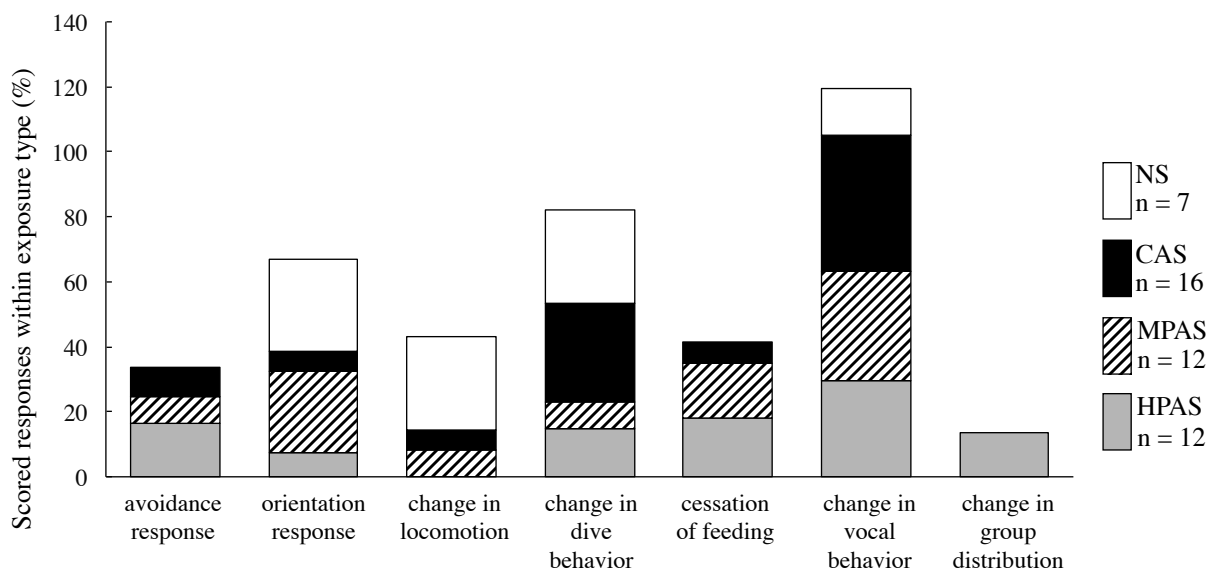 Scored responses within exposure type (%)
140
120
100
80
60
40
20
0
avoidance
response
orientation
response
change in
locomotion
change in
dive
behavior
cessation
of feeding
change in
vocal
behavior
change in
group
distribution
NS
n = 7
CAS
n = 16
MPAS
n = 12
HPAS
n = 12